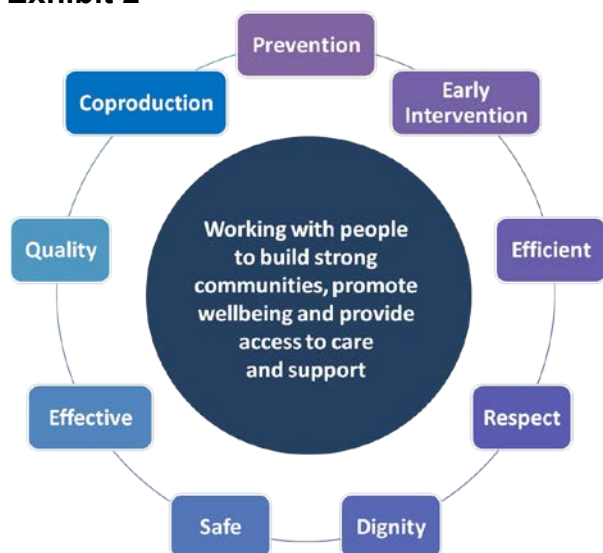 Exhibit 2
Prevention
Early
Intervention
Efficient
Respect
Dignity
Safe
Effective
Quality
Coproduction
Working with people
to build strong
communities, promote
wellbeing and provide
access to care
and support